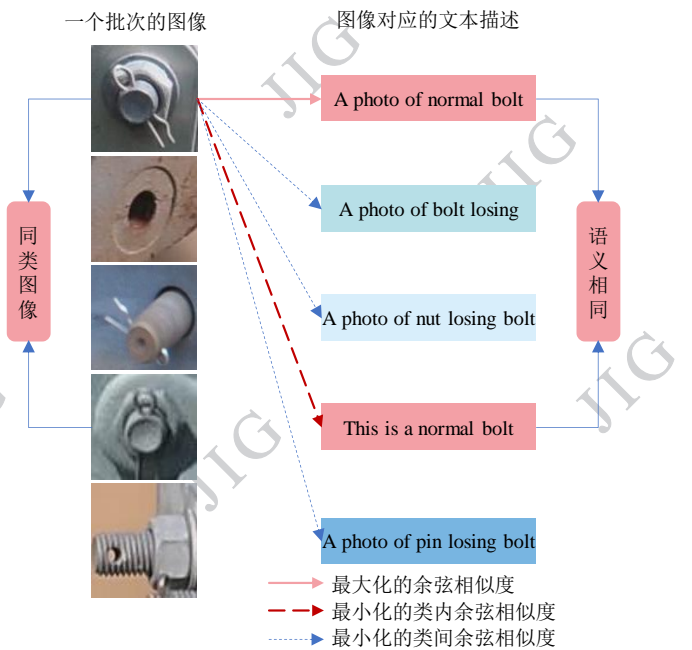 一个批次的图像
图像对应的文本描述
A photo of normal bolt
A photo of bolt losing
同类图像
语义相同
A photo of nut losing bolt
This is a normal bolt
A photo of pin losing bolt
最大化的余弦相似度
最小化的类内余弦相似度
最小化的类间余弦相似度
JIG
JIG
JIG
JIG